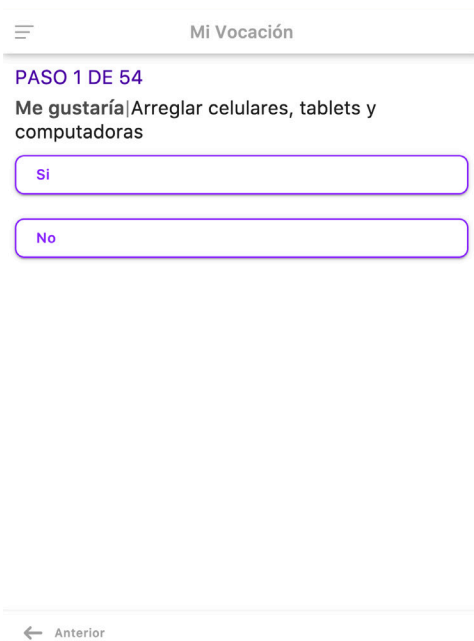 Mi Vocación
PASO 1 DE 54
Me gustaría|Arreglar celulares, tablets y
computadoras
Si
No
Anterior